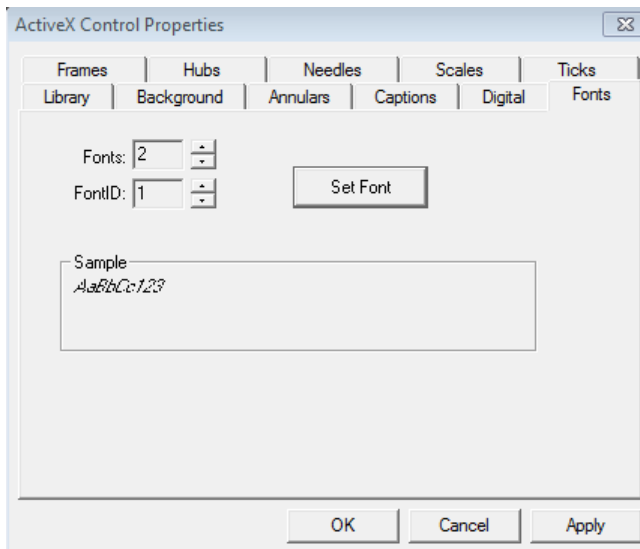 ActiveX Control Properties
Frames Hubs Needles Scales Ticks
Library Background Annulars Captions Digital Fonts
Fonts: 2
FontID: 1
Set Font
Sample
AaBbCc123
OK Cancel Apply